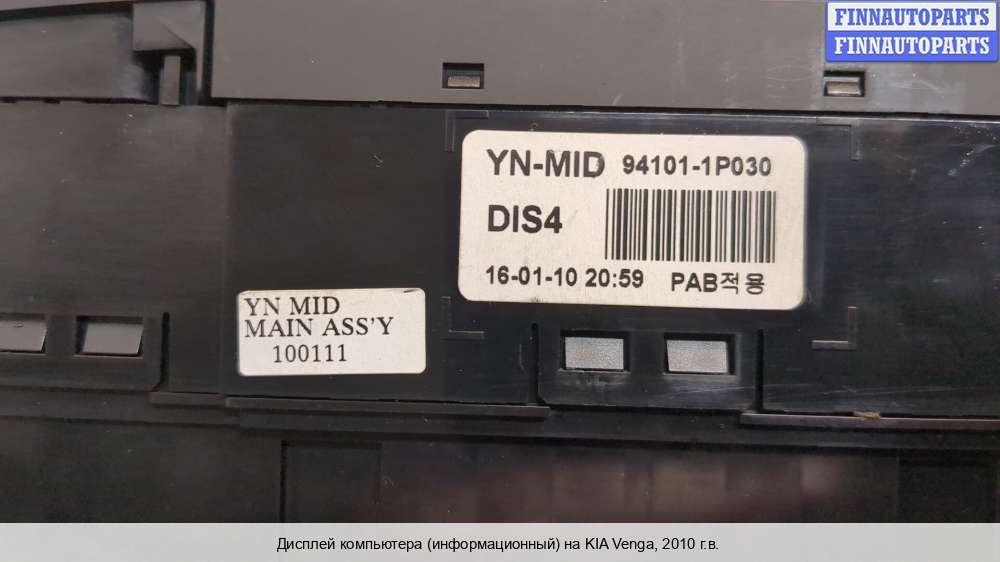 FINNAUTOPARTS
FINNAUTOPARTS
YN-MID 94101-1P030
DIS4
16-01-10 20:59 PAB적용
YN MID
MAIN ASS'Y
100111
Дисплей компьютера (информационный) на KIA Venga, 2010 г.в.